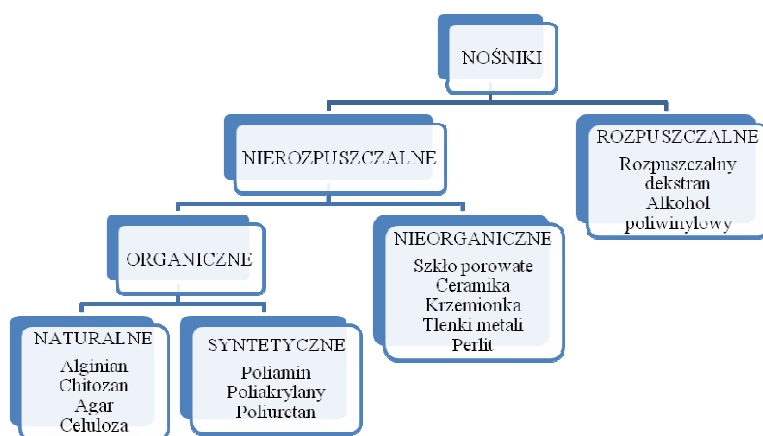 NOŚNIKI
NIEROZPUSZCZALNE
ROZPUSZCZALNE
Rozpuszczalny
dekstran
Alkohol
poliwinylowy
ORGANICZNE
NIEORGANICZNE
Szkło porowate
Ceramika
Krzemionka
Tlenki metali
Perlit
NATURALNE
Alginian
Chitozan
Agar
Celuloza
SYNTETYCZNE
Poliamin
Poliakrylany
Poliuretan